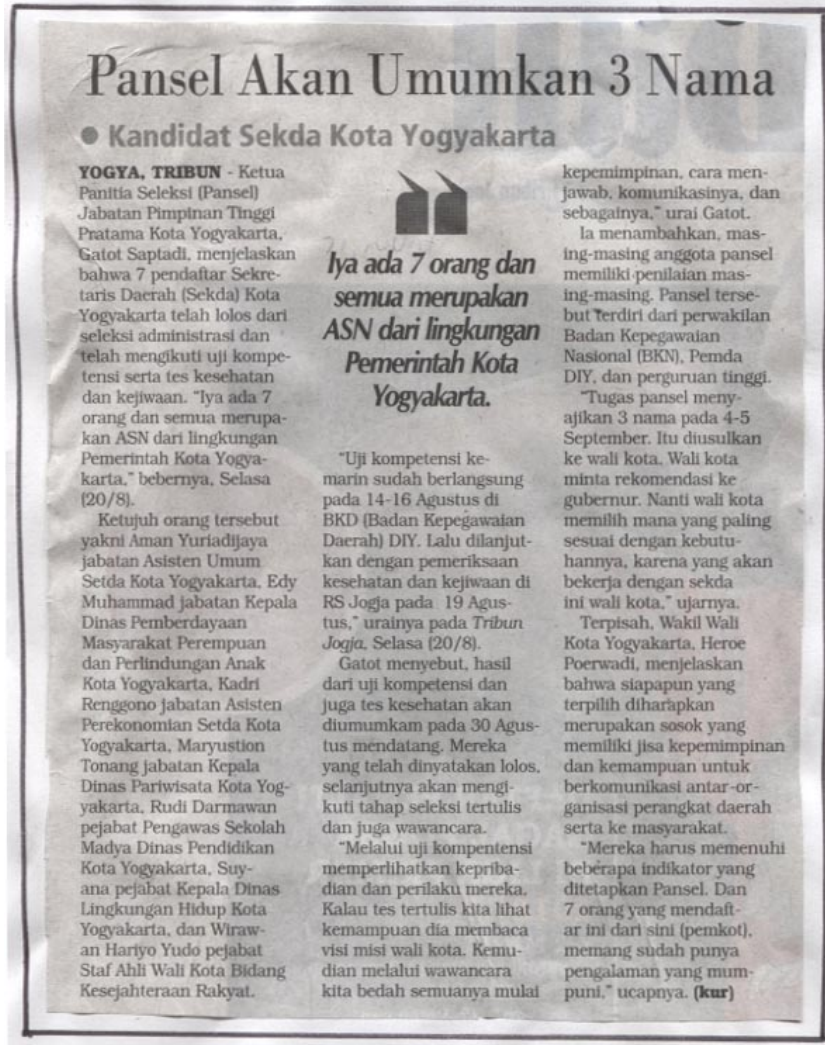 Pansel Akan Umumkan 3 Nama
● Kandidat Sekda Kota Yogyakarta
YOGYA, TRIBUN - Ketua
Panitia Seleksi (Pansel)
Jabatan Pimpinan Tinggi
Pratama Kota Yogyakarta,
Gatot Saptadi, menjelaskan
bahwa 7 pendaftar Sekre-
taris Daerah (Sekda) Kota
Yogyakarta telah lolos dari
seleksi administrasi dan
telah mengikuti uji kompe-
tensi serta tes kesehatan
dan kejiwaan. "Iya ada 7
orang dan semua merupa-
kan ASN dari lingkungan
Pemerintah Kota Yogya-
karta," bebernya, Selasa
(20/8).
Ketujuh orang tersebut
yakni Aman Yuriadijaya
jabatan Asisten Umum
Setda Kota Yogyakarta, Edy
Muhammad jabatan Kepala
Dinas Pemberdayaan
Masyarakat Perempuan
dan Perlindungan Anak
Kota Yogyakarta, Kadri
Renggono jabatan Asisten
Perekonomian Setda Kota
Yogyakarta, Maryustion
Tonang jabatan Kepala
Dinas Pariwisata Kota Yog-
yakarta, Rudi Darmawan
pejabat Pengawas Sekolah
Madya Dinas Pendidikan
Kota Yogyakarta, Suy-
ana pejabat Kepala Dinas
Lingkungan Hidup Kota
Yogyakarta, dan Wiraw-
an Hariyo Yudo pejabat
Staf Ahli Wali Kota Bidang
Kesejahteraan Rakyat.
Iya ada 7 orang dan
semua merupakan
ASN dari lingkungan
Pemerintah Kota
Yogyakarta.
"Uji kompetensi ke-
marin sudah berlangsung
pada 14-16 Agustus di
BKD (Badan Kepegawaian
Daerah) DIY. Lalu dilanjut-
kan dengan pemeriksaan
kesehatan dan kejiwaan di
RS Jogja pada 19 Agus-
tus," urainya pada Tribun
Jogja, Selasa (20/8).
Gatot menyebut, hasil
dari uji kompetensi dan
juga tes kesehatan akan
diumumkam pada 30 Agus-
tus mendatang. Mereka
yang telah dinyatakan lolos,
selanjutnya akan mengi-
kuti tahap seleksi tertulis
dan juga wawancara.
"Melalui uji kompentensi
memperlihatkan kepriba-
dian dan perilaku mereka.
Kalau tes tertulis kita lihat
kemampuan dia membaca
visi misi wali kota. Kemu-
dian melalui wawancara
kita bedah semuanya mulai
kepemimpinan, cara men-
jawab, komunikasinya, dan
sebagainya," urai Gatot.
Ia menambahkan, mas-
ing-masing anggota pansel
memiliki penilaian mas-
ing-masing. Pansel terse-
but terdiri dari perwakilan
Badan Kepegawaian
Nasional (BKN), Pemda
DIY, dan perguruan tinggi.
"Tugas pansel meny-
ajikan 3 nama pada 4-5
September. Itu diusulkan
ke wali kota. Wali kota
minta rekomendasi ke
gubernur. Nanti wali kota
memilih mana yang paling
sesuai dengan kebutu-
hannya, karena yang akan
bekerja dengan sekda
ini wali kota," ujarnya.
Terpisah, Wakil Wali
Kota Yogyakarta, Heroe
Poerwadi, menjelaskan
bahwa siapapun yang
terpilih diharapkan
merupakan sosok yang
memiliki jisa kepemimpinan
dan kemampuan untuk
berkomunikasi antar-or-
ganisasi perangkat daerah
serta ke masyarakat.
"Mereka harus memenuhi
beberapa indikator yang
ditetapkan Pansel. Dan
7 orang yang mendaft-
ar ini dari sini (pemkot),
memang sudah punya
pengalaman yang mum-
puni," ucapnya. (kur)